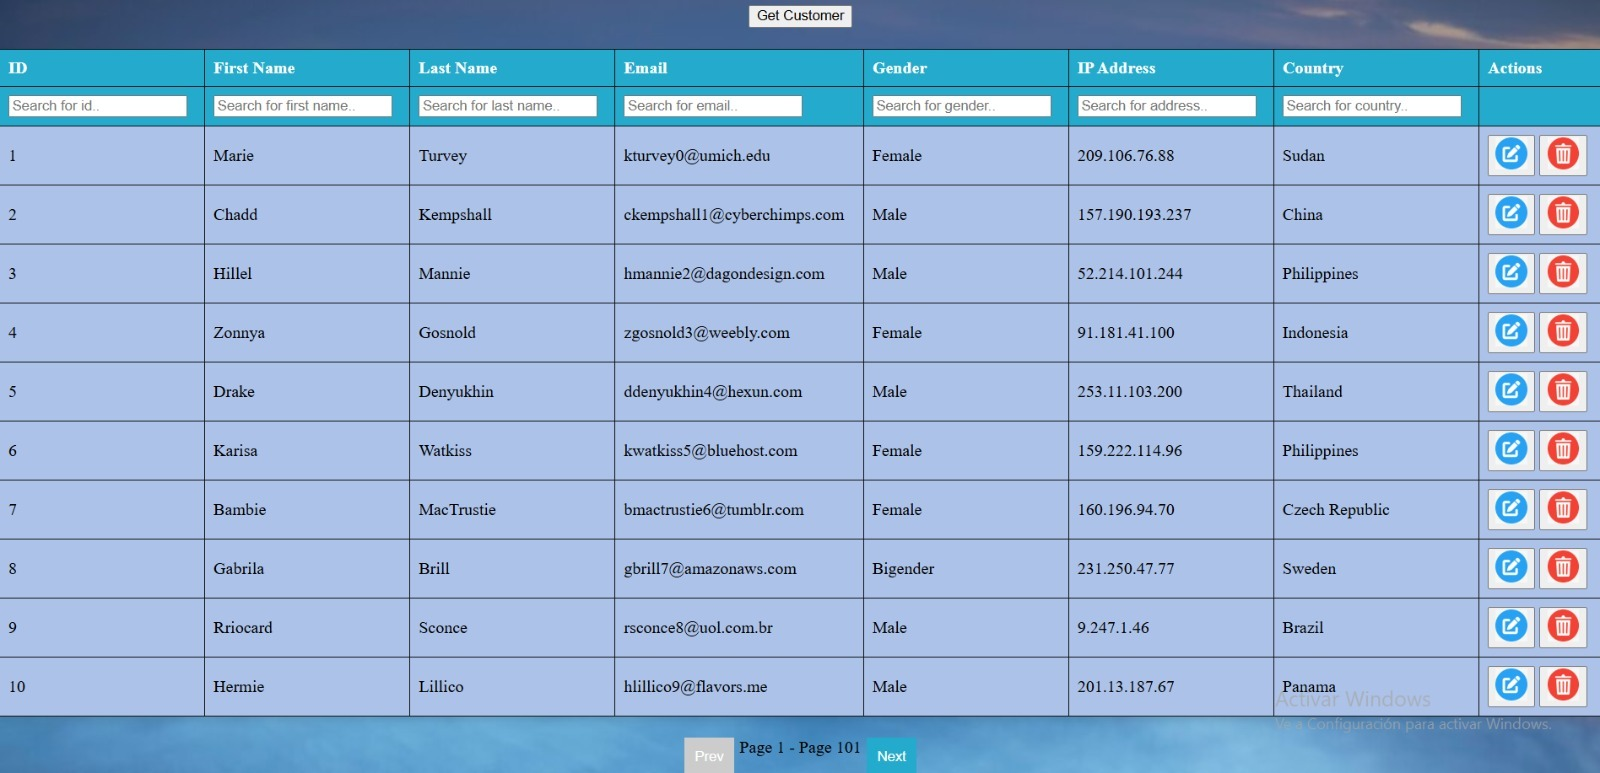 Get Customer
ID First Name Last Name Email Gender IP Address Country Actions
Search for id.. Search for first name.. Search for last name.. Search for email.. Search for gender.. Search for address.. Search for country..
1 Marie Turvey kturvey0@umich.edu Female 209.106.76.88 Sudan
2 Chadd Kempshall ckempshall1@cyberchimps.com Male 157.190.193.237 China
3 Hillel Mannie hmannie2@dagondesign.com Male 52.214.101.244 Philippines
4 Zonnya Gosnold zgosnold3@weebly.com Female 91.181.41.100 Indonesia
5 Drake Denyukhin ddenyukhin4@hexun.com Male 253.11.103.200 Thailand
6 Karisa Watkiss kwatkiss5@bluehost.com Female 159.222.114.96 Philippines
7 Bambie MacTrustie bmactrustie6@tumblr.com Female 160.196.94.70 Czech Republic
8 Gabrila Brill gbrill7@amazonaws.com Bigender 231.250.47.77 Sweden
9 Rriocard Sconce rsconce8@uol.com.br Male 9.247.1.46 Brazil
10 Hermie Lillico hlillico9@flavors.me Male 201.13.187.67 Panama
Activar Windows
Ve a Configuración para activar Windows.
Prev Page 1 - Page 101 Next